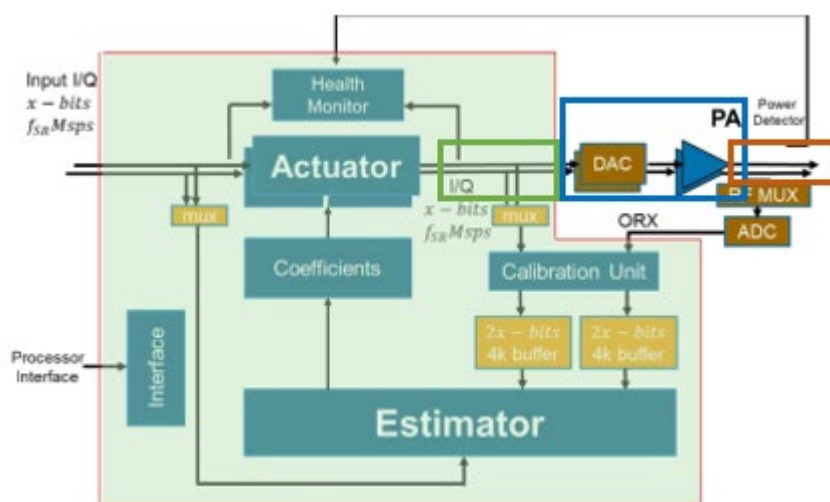 Input I/Q
x - bits
f_SR Msps
Health
Monitor
Power
Detector
PA
Actuator
DAC
I/Q
x - bits
f_SR Msps
mux
mux
RF MUX
ORX
ADC
Coefficients
Calibration Unit
2x - bits
4k buffer
2x - bits
4k buffer
Interface
Processor
Interface
Estimator